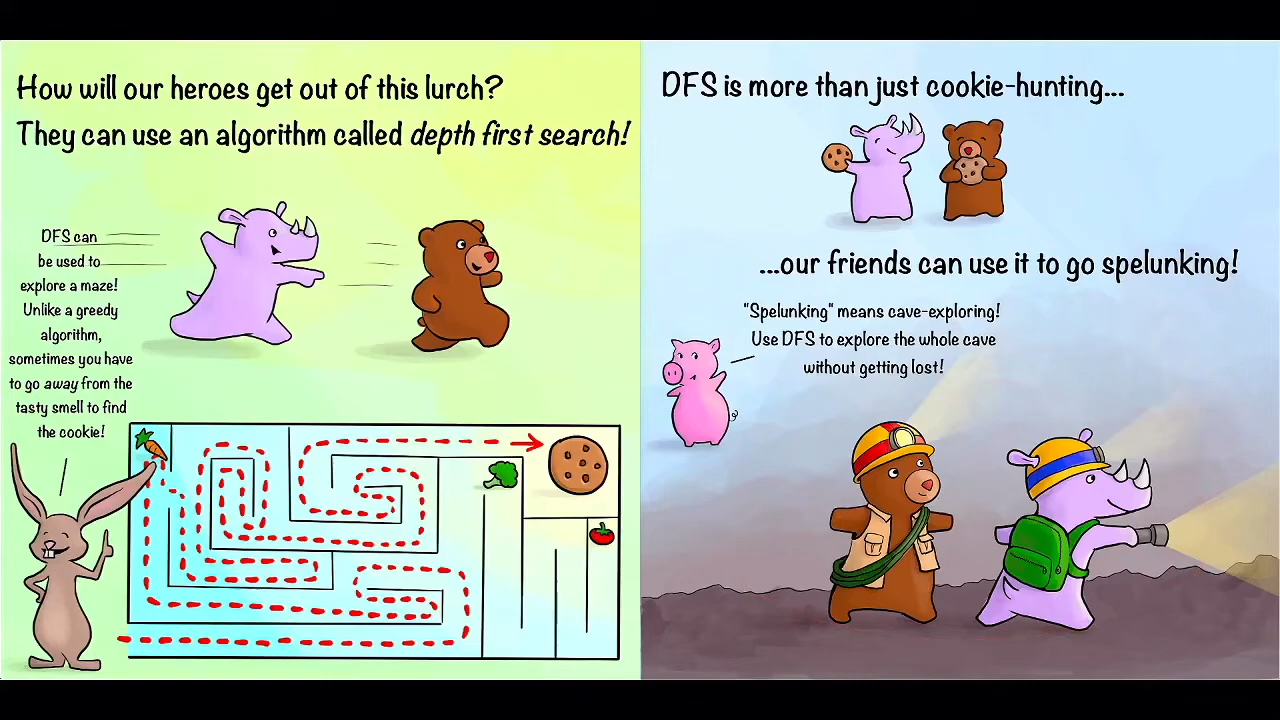 How will our heroes get out of this lurch?
They can use an algorithm called depth first search!
DFS can
be used to
explore a maze!
Unlike a greedy
algorithm,
sometimes you have
to go away from the
tasty smell to find
the cookie!
DFS is more than just cookie-hunting...
...our friends can use it to go spelunking!
"Spelunking" means cave-exploring!
Use DFS to explore the whole cave
without getting lost!